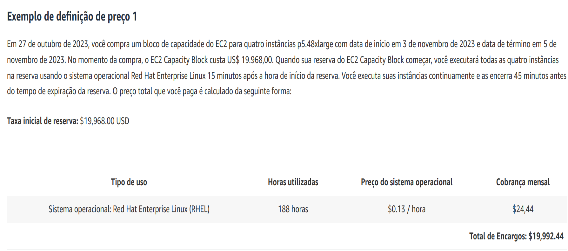 Exemplo de definição de preço 1
Em 27 de outubro de 2023, você compra um bloco de capacidade do EC2 para quatro instâncias p5.48xlarge com data de início em 3 de novembro de 2023 e data de término em 5 de
novembro de 2023. No momento da compra, o EC2 Capacity Block custa US$ 19.968,00. Quando sua reserva do EC2 Capacity Block começar, você executará todas as quatro instâncias
na reserva usando o sistema operacional Red Hat Enterprise Linux 15 minutos após a hora de início da reserva. Você executa suas instâncias continuamente e as encerra 45 minutos antes
do tempo de expiração da reserva. O preço total que você paga é calculado da seguinte forma:
Taxa inicial de reserva: $19,968.00 USD
Tipo de uso Horas utilizadas Preço do sistema operacional Cobrança mensal
Sistema operacional: Red Hat Enterprise Linux (RHEL) 188 horas $0.13 / hora $24,44
Total de Encargos: $19,992.44